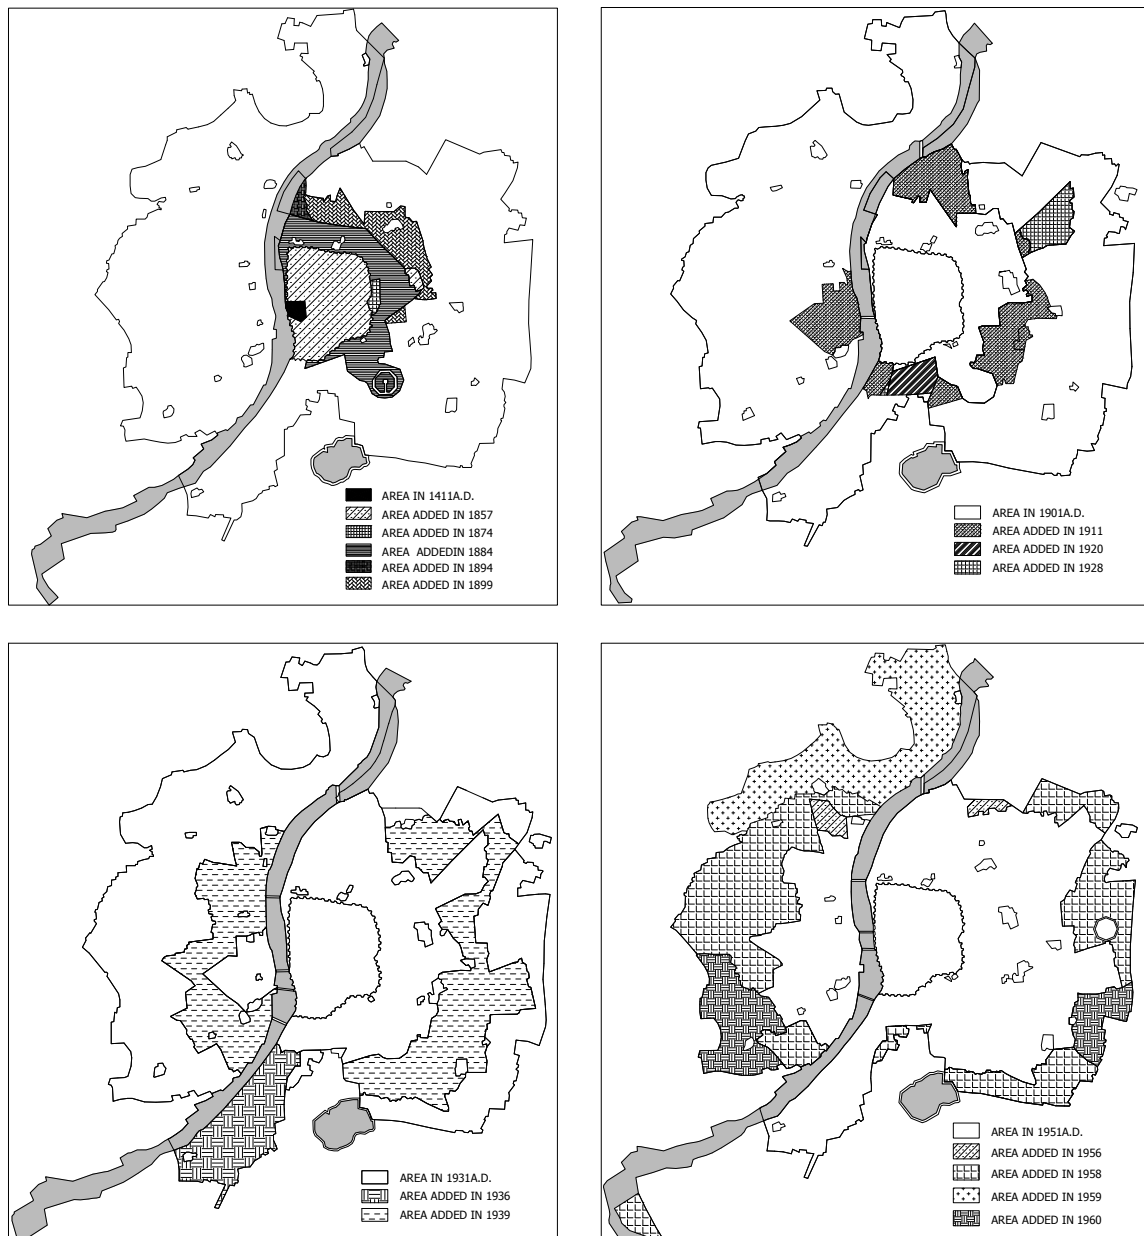 AREA IN 1411A.D.
AREA ADDED IN 1857
AREA ADDED IN 1874
AREA ADDEDIN 1884
AREA ADDED IN 1894
AREA ADDED IN 1899
AREA IN 1901A.D.
AREA ADDED IN 1911
AREA ADDED IN 1920
AREA ADDED IN 1928
AREA IN 1931A.D.
AREA ADDED IN 1936
AREA ADDED IN 1939
AREA IN 1951A.D.
AREA ADDED IN 1956
AREA ADDED IN 1958
AREA ADDED IN 1959
AREA ADDED IN 1960